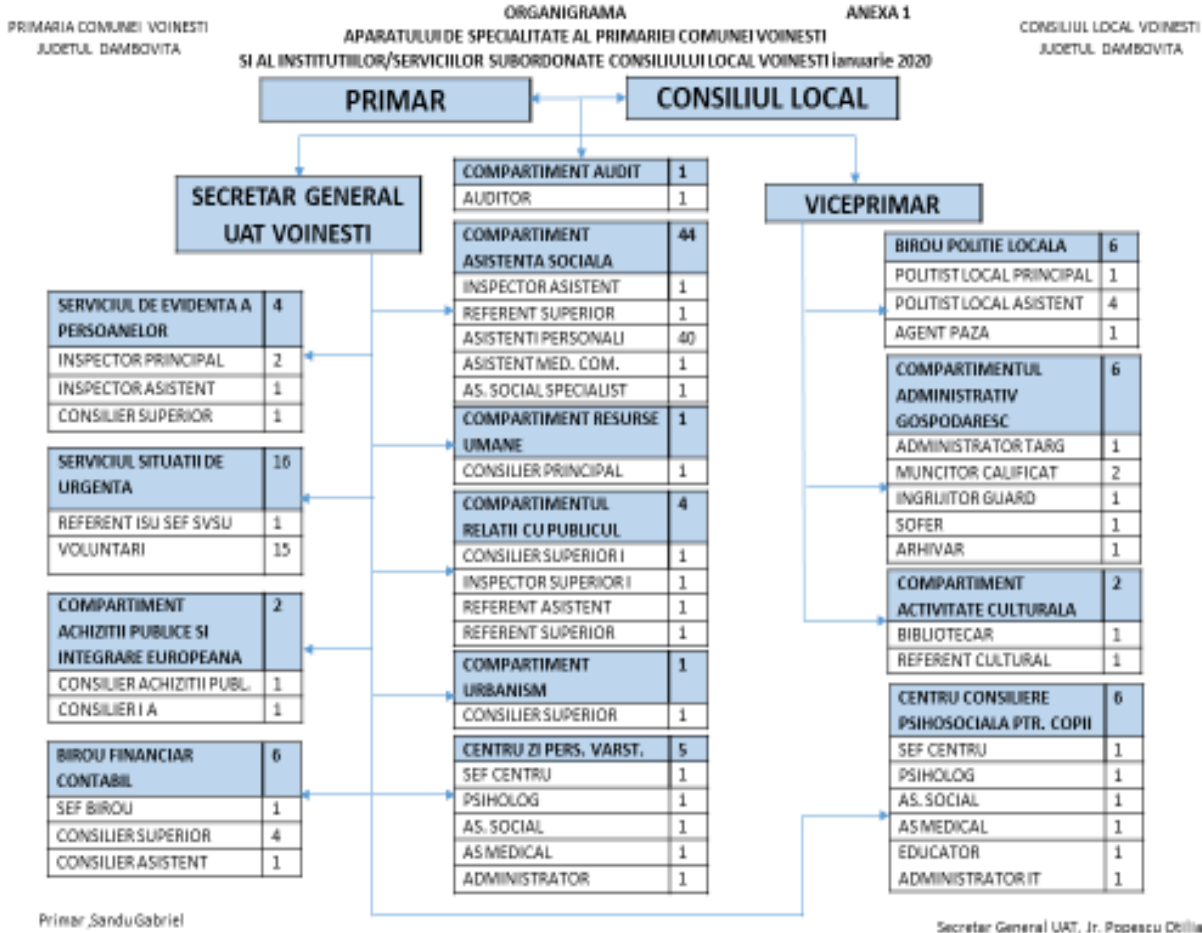 PRIMARIA COMUNEI VOINESTI
JUDETUL DAMBOVITA
ORGANIGRAMA
ANEXA 1
APARATULUI DE SPECIALITATE AL PRIMARIEI COMUNEI VOINESTI
SI AL INSTITUTIILOR/SERVICIILOR SUBORDONATE CONSILIULUI LOCAL VOINESTI ianuarie 2020
CONSILIUL LOCAL VOINESTI
JUDETUL DAMBOVITA
PRIMAR
CONSILIUL LOCAL
SECRETAR GENERAL
UAT VOINESTI
VICEPRIMAR
SERVICIUL DE EVIDENTA A 4
PERSOANELOR
INSPECTOR PRINCIPAL 2
INSPECTOR ASISTENT 1
CONSILIER SUPERIOR 1
SERVICIUL SITUATII DE 16
URGENTA
REFERENT ISU SEF SVSU 1
VOLUNTARI 15
COMPARTIMENT 2
ACHIZITII PUBLICE SI
INTEGRARE EUROPEANA
CONSILIER ACHIZITII PUBL. 1
CONSILIER I A 1
BIROU FINANCIAR 6
CONTABIL
SEF BIROU 1
CONSILIER SUPERIOR 4
CONSILIER ASISTENT 1
COMPARTIMENT AUDIT 1
AUDITOR 1
COMPARTIMENT 44
ASISTENTA SOCIALA
INSPECTOR ASISTENT 1
REFERENT SUPERIOR 1
ASISTENTI PERSONALI 40
ASISTENT MED. COM. 1
AS. SOCIAL SPECIALIST 1
COMPARTIMENT RESURSE 1
UMANE
CONSILIER PRINCIPAL 1
COMPARTIMENTUL 4
RELATII CU PUBLICUL
CONSILIER SUPERIOR I 1
INSPECTOR SUPERIOR I 1
REFERENT ASISTENT 1
REFERENT SUPERIOR 1
COMPARTIMENT 1
URBANISM
CONSILIER SUPERIOR 1
CENTRU ZI PERS. VARST. 5
SEF CENTRU 1
PSIHOLOG 1
AS. SOCIAL 1
AS MEDICAL 1
ADMINISTRATOR 1
BIROU POLITIE LOCALA 6
POLITIST LOCAL PRINCIPAL 1
POLITIST LOCAL ASISTENT 4
AGENT PAZA 1
COMPARTIMENTUL 6
ADMINISTRATIV
GOSPODARESC
ADMINISTRATOR TARG 1
MUNCITOR CALIFICAT 2
INGRIJITOR GUARD 1
SOFER 1
ARHIVAR 1
COMPARTIMENT 2
ACTIVITATE CULTURALA
BIBLIOTECAR 1
REFERENT CULTURAL 1
CENTRU CONSILIERE 6
PSIHOSOCIALA PTR. COPII
SEF CENTRU 1
PSIHOLOG 1
AS. SOCIAL 1
AS MEDICAL 1
EDUCATOR 1
ADMINISTRATOR IT 1
Primar ,Sandu Gabriel
Secretar General UAT, Jr. Popescu Otilia